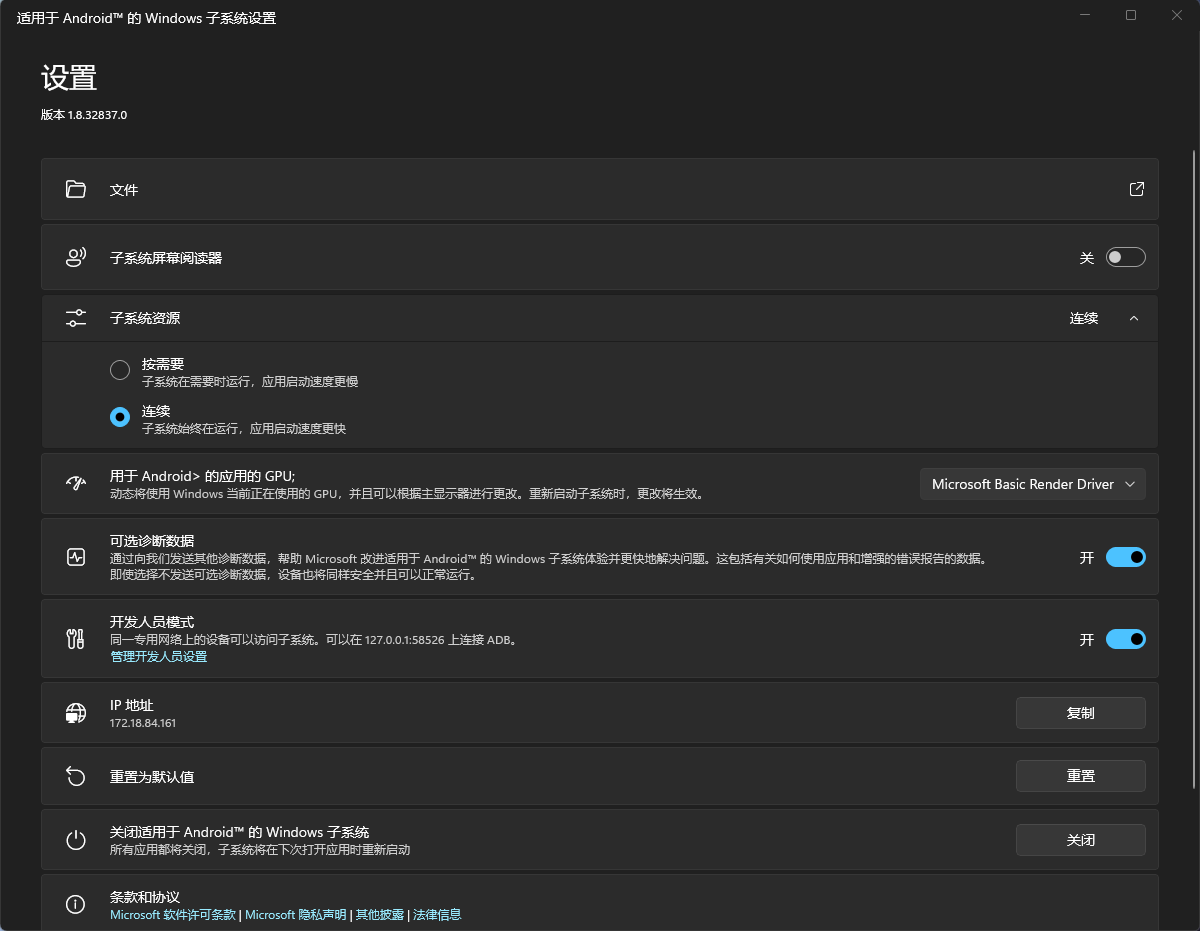 适用于 Android™ 的 Windows 子系统设置
设置
版本 1.8.32837.0
文件
子系统屏幕阅读器
关
子系统资源
连续
按需要
子系统在需要时运行，应用启动速度更慢
连续
子系统始终在运行，应用启动速度更快
用于 Android> 的应用的 GPU;
动态将使用 Windows 当前正在使用的 GPU，并且可以根据主显示器进行更改。重新启动子系统时，更改将生效。
Microsoft Basic Render Driver
可选诊断数据
通过向我们发送其他诊断数据，帮助 Microsoft 改进适用于 Android™ 的 Windows 子系统体验并更快地解决问题。这包括有关如何使用应用和增强的错误报告的数据。
即使选择不发送可选诊断数据，设备也将同样安全并且可以正常运行。
开
开发人员模式
同一专用网络上的设备可以访问子系统。可以在 127.0.0.1:58526 上连接 ADB。
管理开发人员设置
开
IP 地址
172.18.84.161
复制
重置为默认值
重置
关闭适用于 Android™ 的 Windows 子系统
所有应用都将关闭，子系统将在下次打开应用时重新启动
关闭
条款和协议
Microsoft 软件许可条款 | Microsoft 隐私声明 | 其他披露 | 法律信息